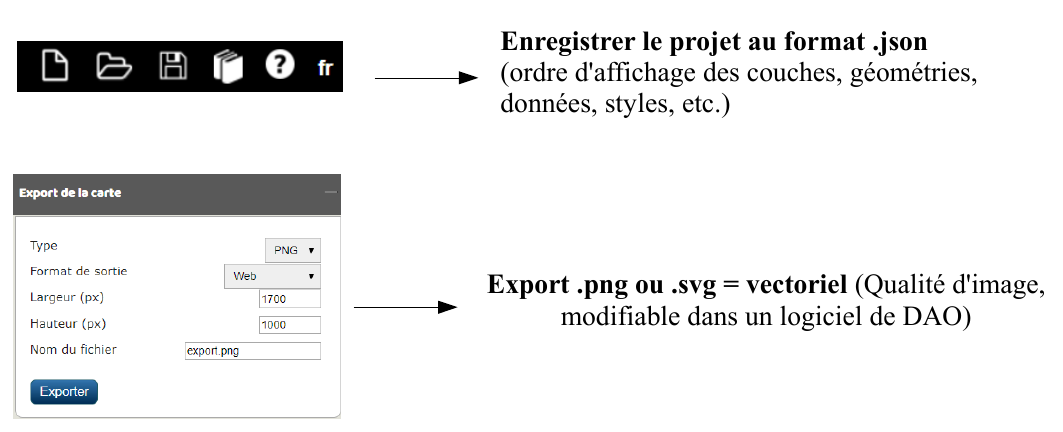 fr
Enregistrer le projet au format .json
(ordre d'affichage des couches, géométries,
données, styles, etc.)
Export de la carte
Type
PNG
Format de sortie
Web
Largeur (px)
1700
Hauteur (px)
1000
Nom du fichier
export.png
Exporter
Export .png ou .svg = vectoriel (Qualité d'image,
modifiable dans un logiciel de DAO)